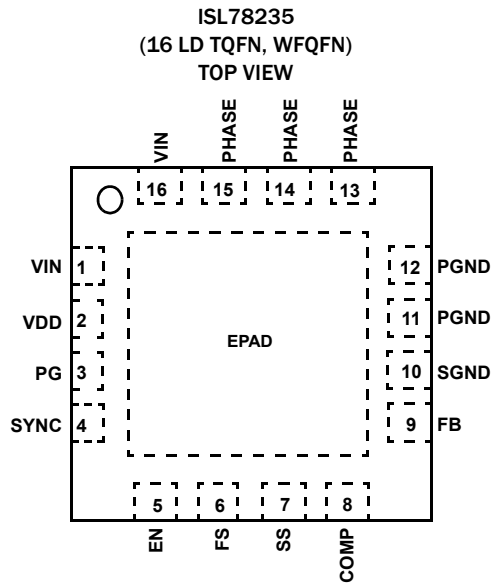 ISL78235
(16 LD TQFN, WFQFN)
TOP VIEW
VIN
PHASE
PHASE
PHASE
16
15
14
13
VIN 1
12 PGND
VDD 2
11 PGND
EPAD
PG 3
10 SGND
SYNC 4
9 FB
5
6
7
8
EN
FS
SS
COMP